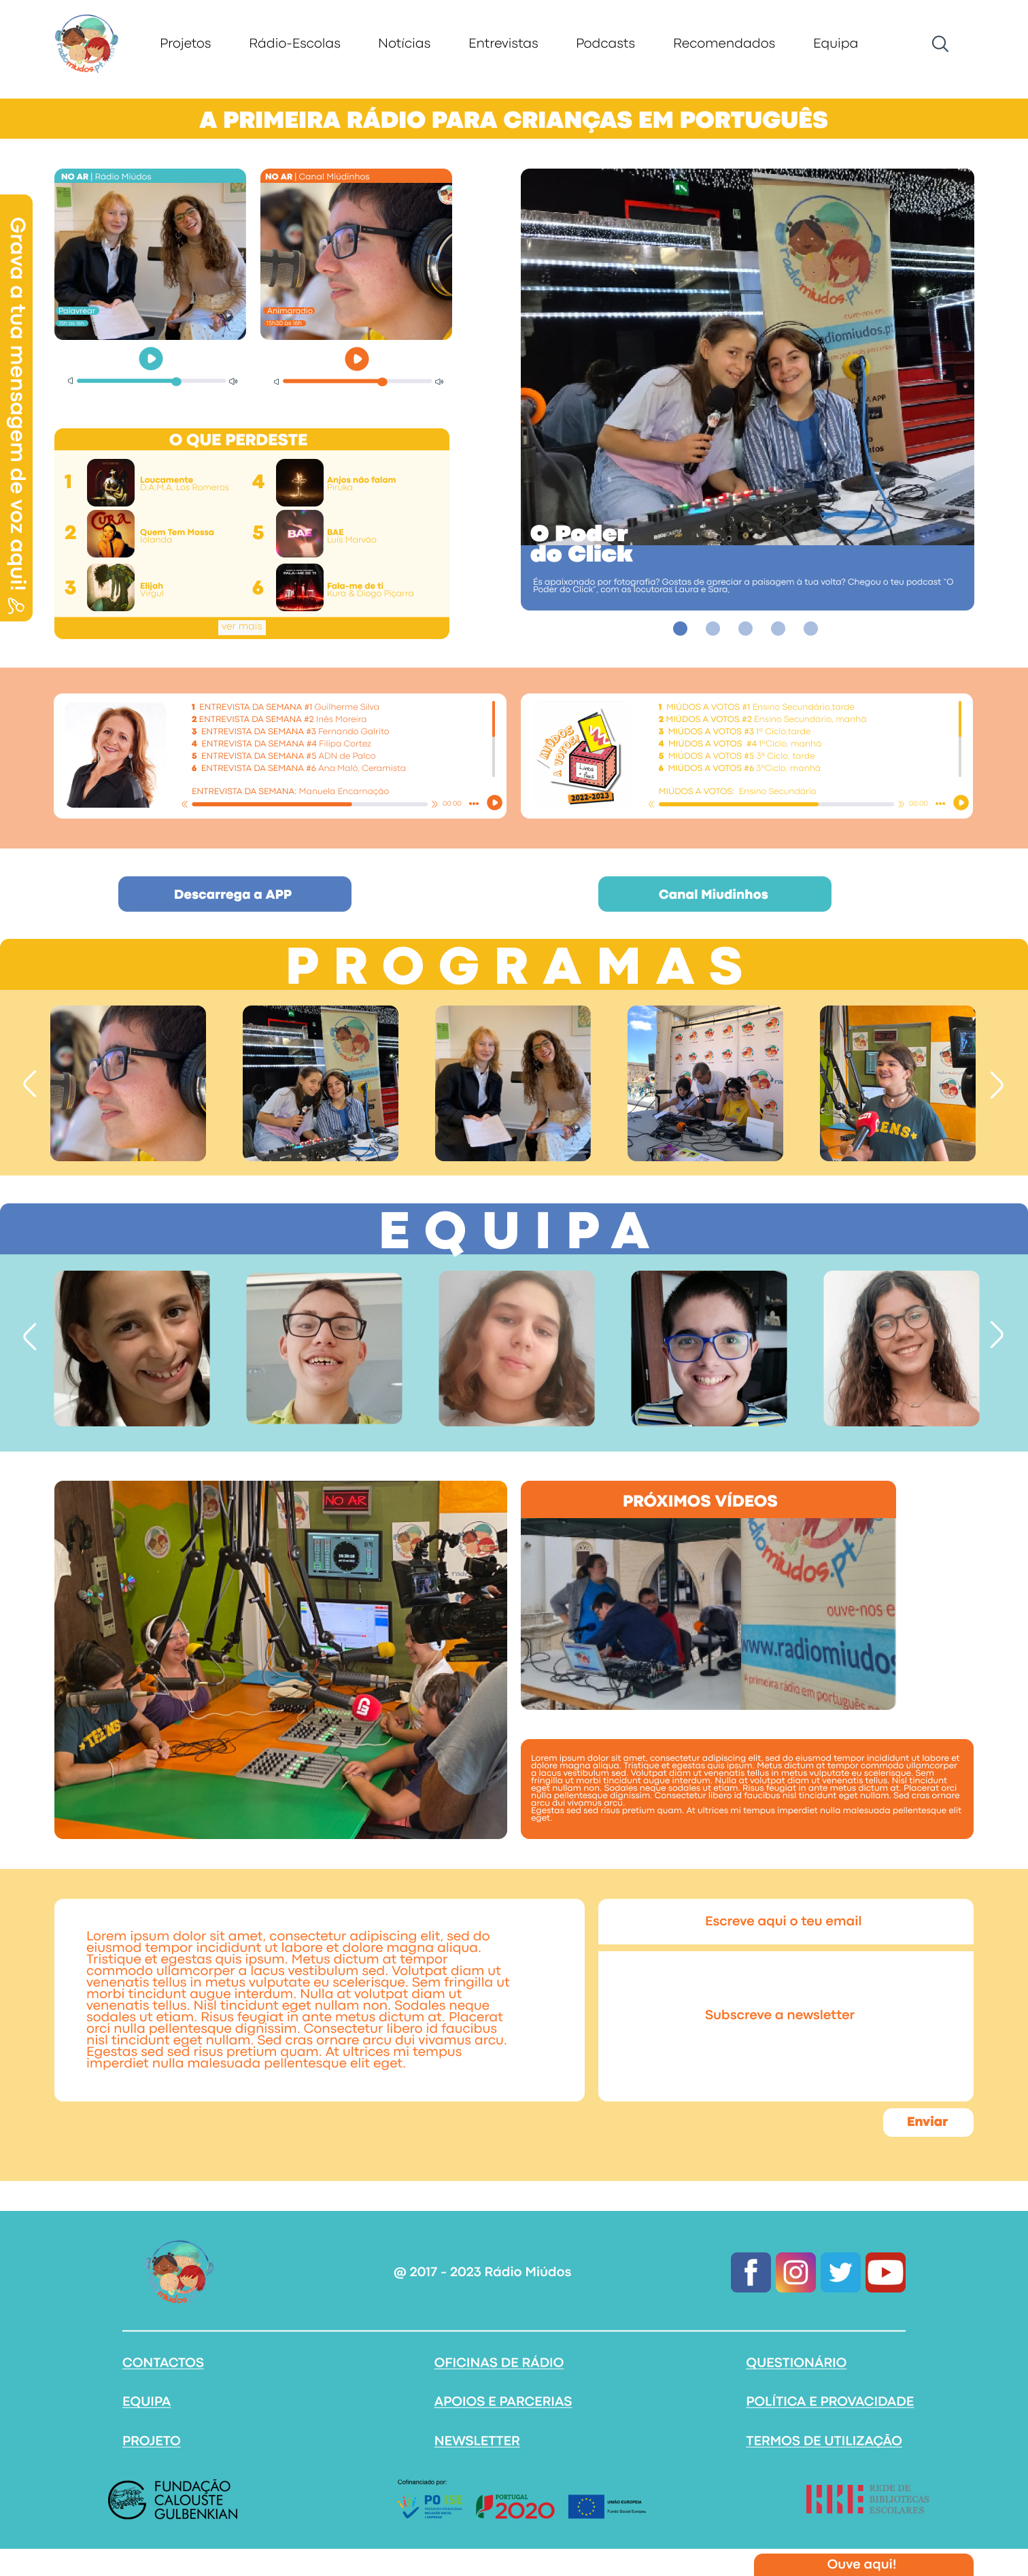 radiomiudos.pt
Projetos
Rádio-Escolas
Notícias
Entrevistas
Podcasts
Recomendados
Equipa
A PRIMEIRA RÁDIO PARA CRIANÇAS EM PORTUGUÊS
Grava a tua mensagem de voz aqui!
NO AR | Rádio Miúdos
Palavrear
15h às 16h
NO AR | Canal Miúdinhos
Animaradio
15h30 às 16h
radiomiudos.pt
O Poder
do Click
És apaixonado por fotografia? Gostas de apreciar a paisagem à tua volta? Chegou o teu podcast "O
Poder do Click", com as locutoras Laura e Sara,
O QUE PERDESTE
1
Loucamente
D.A.M.A, Los Romeros
2
CURA
Quem Tem Mossa
Iolanda
3
Elijah
Virgul
4
Anjos não falam
Piruka
5
BAE
BAE
Luís Marvão
6
FALA-ME DE TI
Fala-me de ti
Kura & Diogo Piçarra
ver mais
1 ENTREVISTA DA SEMANA #1 Guilherme Silva
2 ENTREVISTA DA SEMANA #2 Inês Moreira
3 ENTREVISTA DA SEMANA #3 Fernando Galrito
4 ENTREVISTA DA SEMANA #4 Filipa Cortez
5 ENTREVISTA DA SEMANA #5 ADN de Palco
6 ENTREVISTA DA SEMANA #6 Ana Maló, Ceramista
ENTREVISTA DA SEMANA: Manuela Encarnação
00:00
MIÚDOS
A VOTOS!
2022-2023
1 MIÚDOS A VOTOS #1 Ensino Secundário,tarde
2 MIÚDOS A VOTOS #2 Ensino Secundário, manhã
3 MIÚDOS A VOTOS #3 1º Ciclo,tarde
4 MIÚDOS A VOTOS #4 1ºCiclo, manhã
5 MIÚDOS A VOTOS #5 3º Ciclo, tarde
6 MIÚDOS A VOTOS #6 3ºCiclo, manhã
MIÚDOS A VOTOS: Ensino Secundário
00:00
Descarrega a APP
Canal Miudinhos
PROGRAMAS
EQUIPA
NO AR
PRÓXIMOS VÍDEOS
diomiudos.pt
ouve-nos e
www.radiomiudos
a primeira rádio em português
Lorem ipsum dolor sit amet, consectetur adipiscing elit, sed do eiusmod tempor incididunt ut labore et
dolore magna aliqua. Tristique et egestas quis ipsum. Metus dictum at tempor commodo ullamcorper
a lacus vestibulum sed. Volutpat diam ut venenatis tellus in metus vulputate eu scelerisque. Sem
fringilla ut morbi tincidunt augue interdum. Nulla at volutpat diam ut venenatis tellus. Nisl tincidunt
eget nullam non. Sodales neque sodales ut etiam. Risus feugiat in ante metus dictum at. Placerat orci
nulla pellentesque dignissim. Consectetur libero id faucibus nisl tincidunt eget nullam. Sed cras ornare
arcu dui vivamus arcu.
Egestas sed sed risus pretium quam. At ultrices mi tempus imperdiet nulla malesuada pellentesque elit
eget.
Lorem ipsum dolor sit amet, consectetur adipiscing elit, sed do
eiusmod tempor incididunt ut labore et dolore magna aliqua.
Tristique et egestas quis ipsum. Metus dictum at tempor
commodo ullamcorper a lacus vestibulum sed. Volutpat diam ut
venenatis tellus in metus vulputate eu scelerisque. Sem fringilla ut
morbi tincidunt augue interdum. Nulla at volutpat diam ut
venenatis tellus. Nisl tincidunt eget nullam non. Sodales neque
sodales ut etiam. Risus feugiat in ante metus dictum at. Placerat
orci nulla pellentesque dignissim. Consectetur libero id faucibus
nisl tincidunt eget nullam. Sed cras ornare arcu dui vivamus arcu.
Egestas sed sed risus pretium quam. At ultrices mi tempus
imperdiet nulla malesuada pellentesque elit eget.
Escreve aqui o teu email
Subscreve a newsletter
Enviar
@ 2017 - 2023 Rádio Miúdos
CONTACTOS
OFICINAS DE RÁDIO
QUESTIONÁRIO
EQUIPA
APOIOS E PARCERIAS
POLÍTICA E PROVACIDADE
PROJETO
NEWSLETTER
TERMOS DE UTILIZAÇÃO
FUNDAÇÃO
CALOUSTE
GULBENKIAN
Cofinanciado por:
PO ISE
PORTUGAL
2020
UNIÃO EUROPEIA
Fundo Social Europeu
REDE DE
BIBLIOTECAS
ESCOLARES
Ouve aqui!